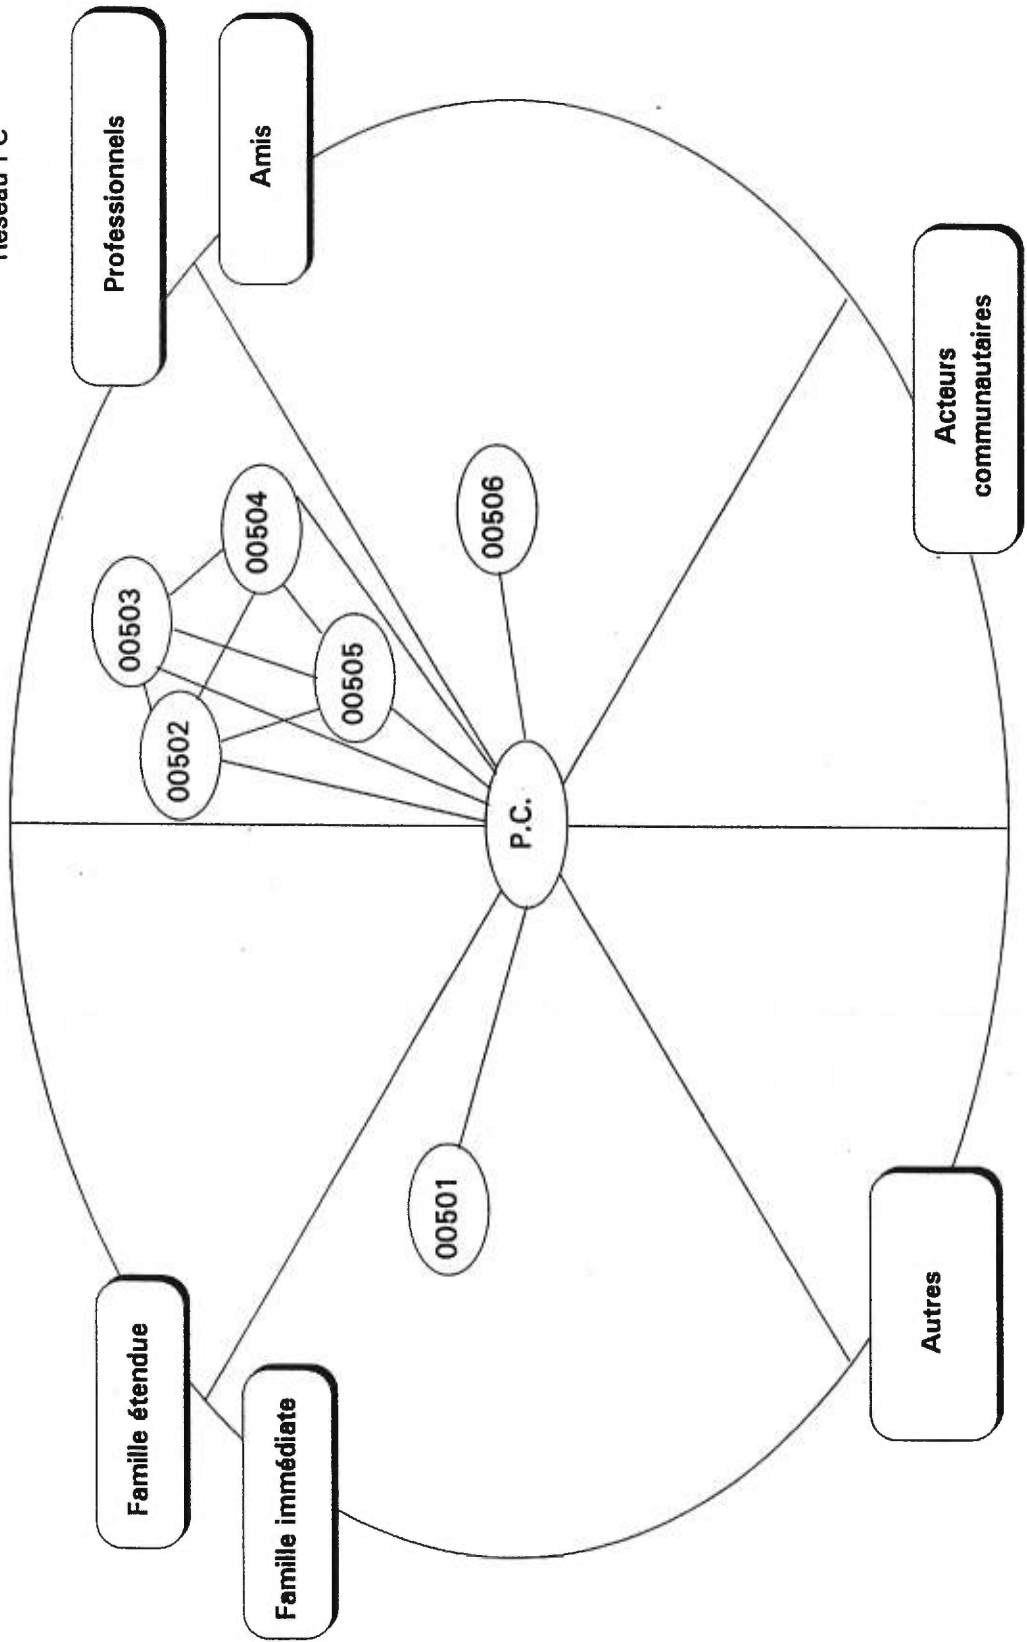 Réseau PC
Famille étendue
Professionnels
Famille immédiate
Amis
00503
00502
00504
00505
00501
00506
P.C.
Autres
Acteurs
communautaires